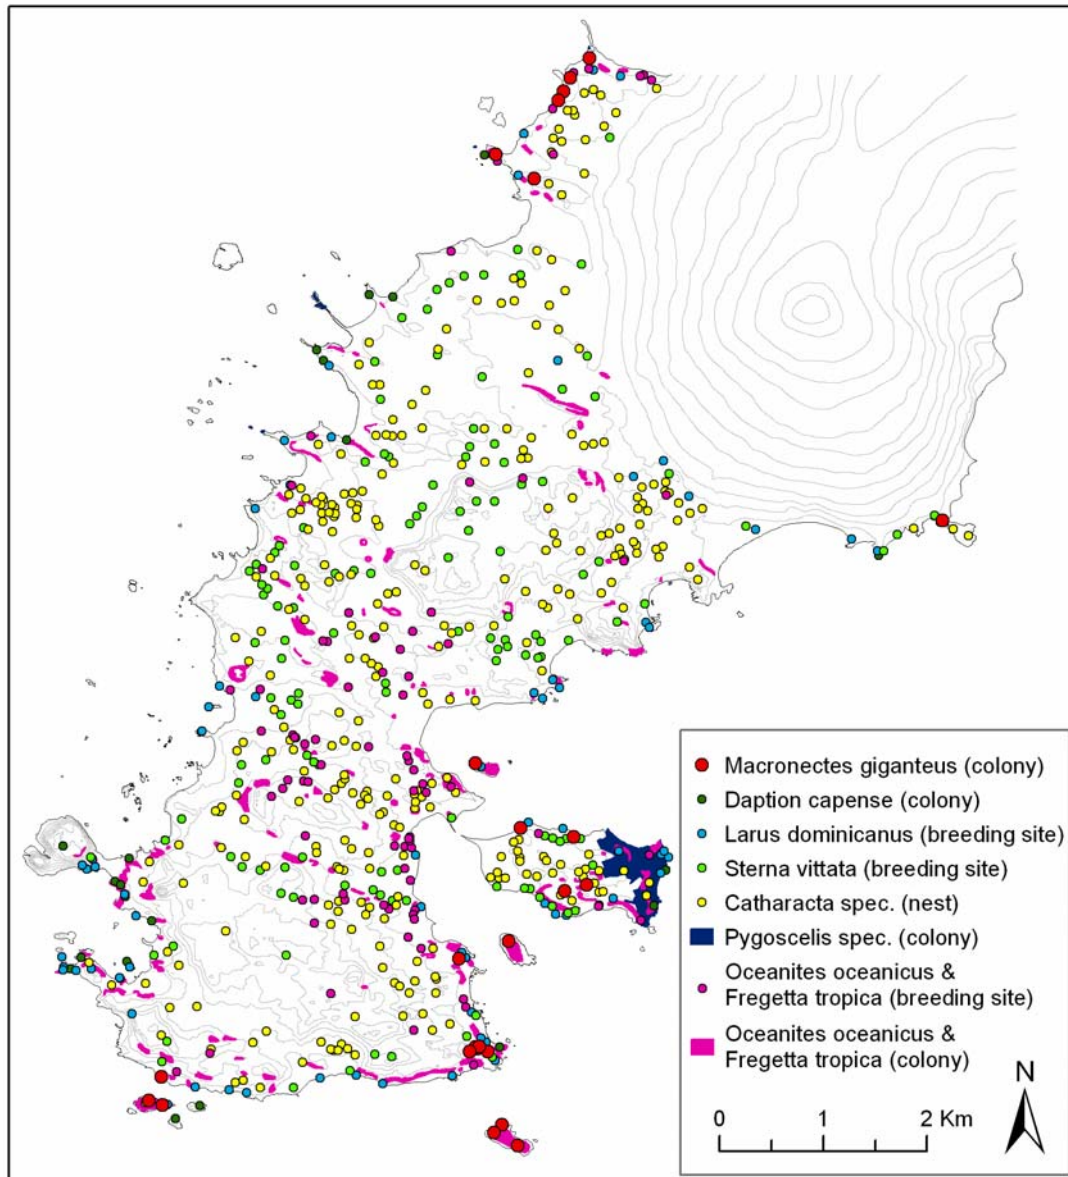 Macronectes giganteus (colony)
Daption capense (colony)
Larus dominicanus (breeding site)
Sterna vittata (breeding site)
Catharacta spec. (nest)
Pygoscelis spec. (colony)
Oceanites oceanicus &
Fregetta tropica (breeding site)
Oceanites oceanicus &
Fregetta tropica (colony)
N
0 1 2 Km